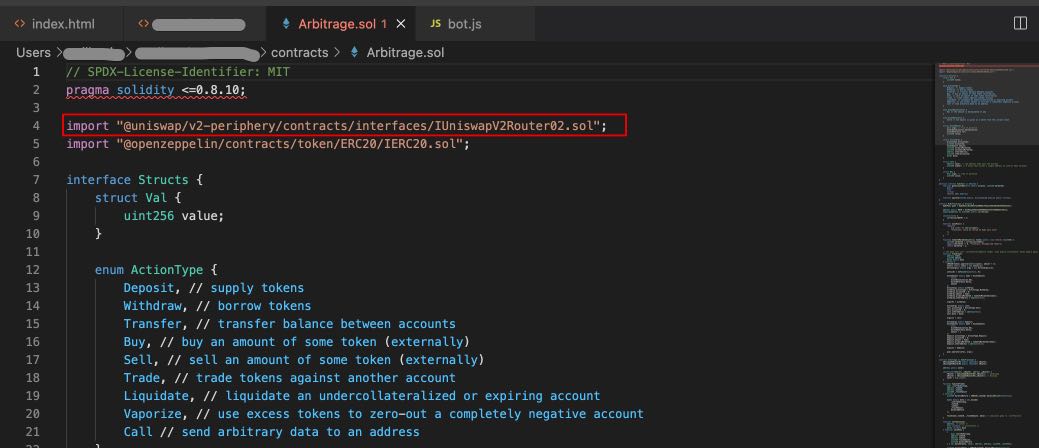 index.html
Arbitrage.sol 1
JS bot.js
Users > > > contracts > Arbitrage.sol
1 // SPDX-License-Identifier: MIT
2 pragma solidity <=0.8.10;
3
4 import "@uniswap/v2-periphery/contracts/interfaces/IUniswapV2Router02.sol";
5 import "@openzeppelin/contracts/token/ERC20/IERC20.sol";
6
7 interface Structs {
8 struct Val {
9 uint256 value;
10 }
11
12 enum ActionType {
13 Deposit, // supply tokens
14 Withdraw, // borrow tokens
15 Transfer, // transfer balance between accounts
16 Buy, // buy an amount of some token (externally)
17 Sell, // sell an amount of some token (externally)
18 Trade, // trade tokens against another account
19 Liquidate, // liquidate an undercollateralized or expiring account
20 Vaporize, // use excess tokens to zero-out a completely negative account
21 Call // send arbitrary data to an address